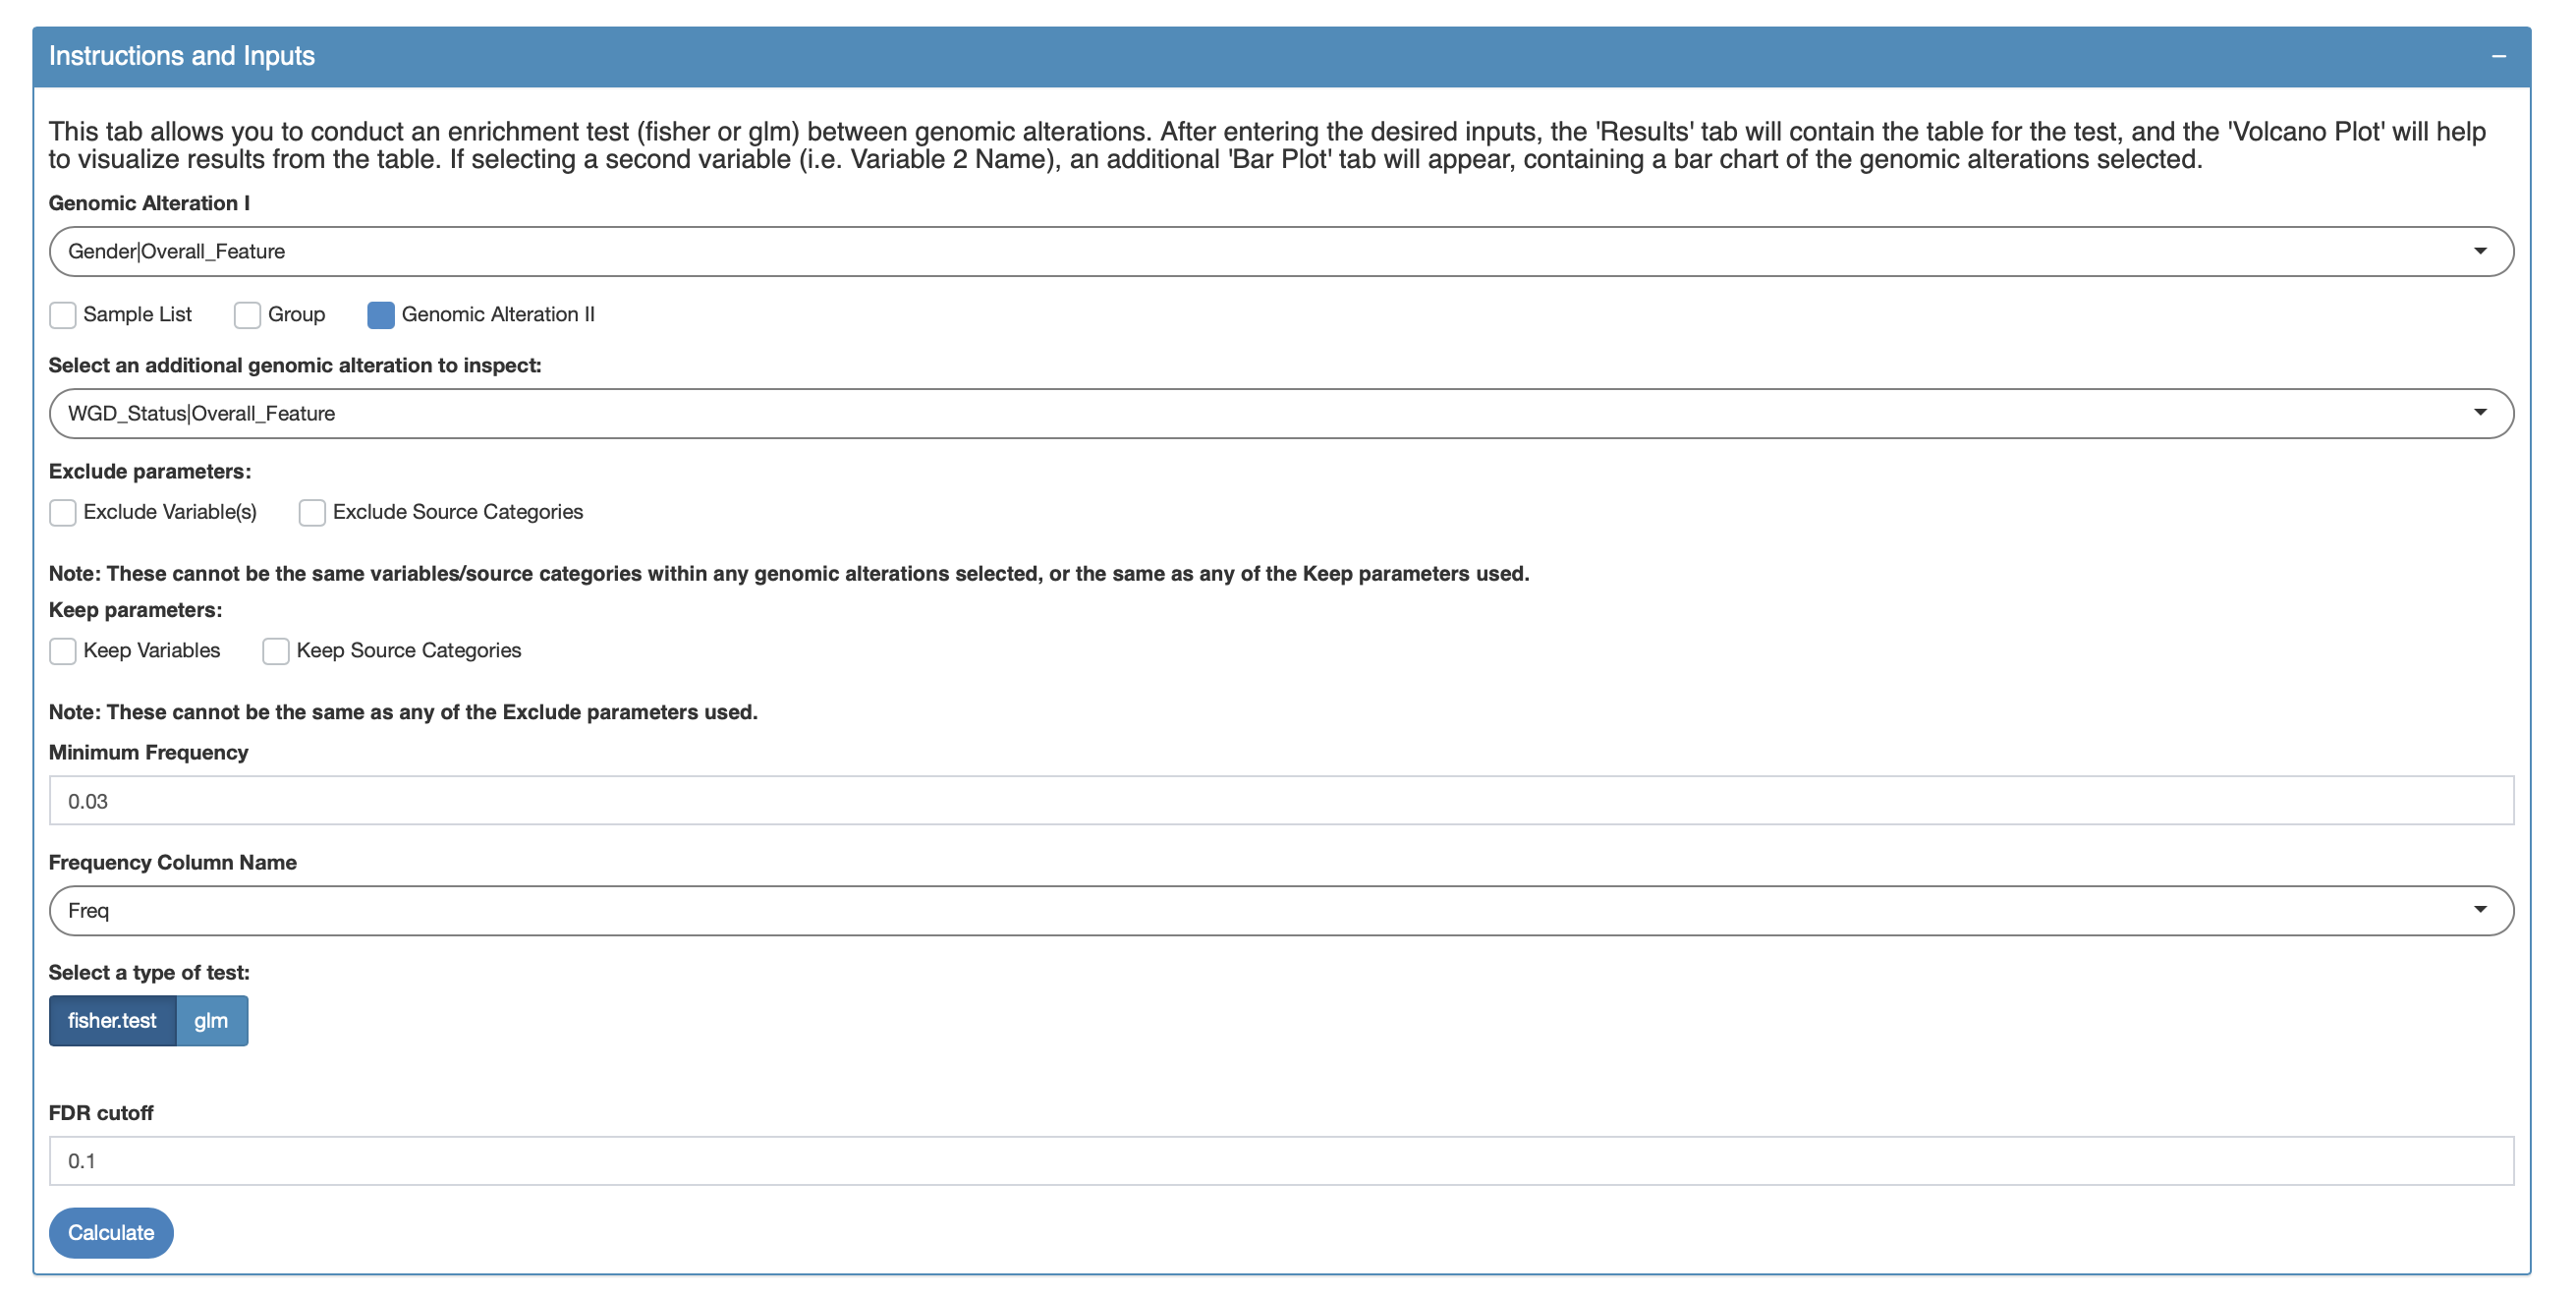 Instructions and Inputs
This tab allows you to conduct an enrichment test (fisher or glm) between genomic alterations. After entering the desired inputs, the 'Results' tab will contain the table for the test, and the 'Volcano Plot' will help
to visualize results from the table. If selecting a second variable (i.e. Variable 2 Name), an additional 'Bar Plot' tab will appear, containing a bar chart of the genomic alterations selected.
Genomic Alteration I
Gender|Overall_Feature
Sample List Group Genomic Alteration II
Select an additional genomic alteration to inspect:
WGD_Status|Overall_Feature
Exclude parameters:
Exclude Variable(s) Exclude Source Categories
Note: These cannot be the same variables/source categories within any genomic alterations selected, or the same as any of the Keep parameters used.
Keep parameters:
Keep Variables Keep Source Categories
Note: These cannot be the same as any of the Exclude parameters used.
Minimum Frequency
0.03
Frequency Column Name
Freq
Select a type of test:
fisher.test glm
FDR cutoff
0.1
Calculate